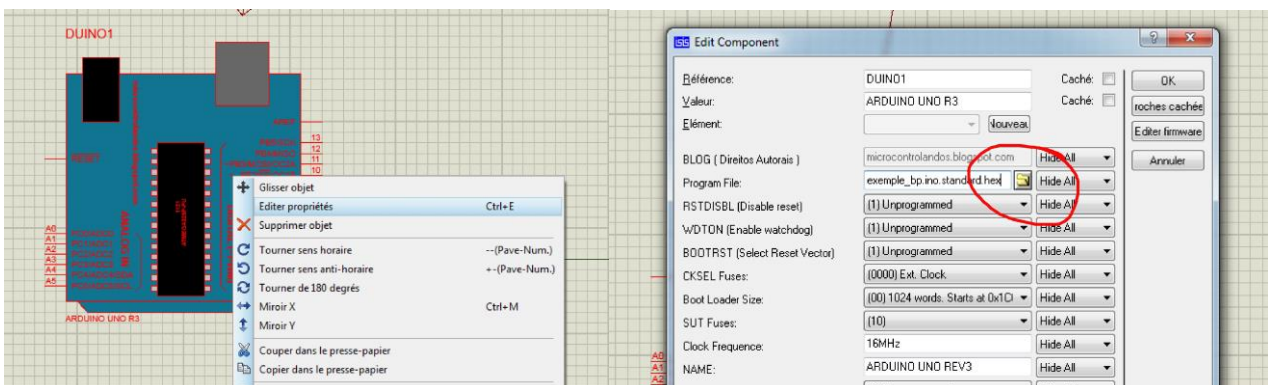 DUINO1
AREF
RESET
13
12
11
10
ANALOG IN
A0
A1
A2
A3
A4
A5
ARDUINO UNO R3
Glisser objet
Editer propriétés Ctrl+E
Supprimer objet
Tourner sens horaire --(Pave-Num.)
Tourner sens anti-horaire +-(Pave-Num.)
Tourner de 180 degrés
Miroir X Ctrl+M
Miroir Y
Couper dans le presse-papier
Copier dans le presse-papier
ISIS Edit Component
Référence: DUINO1 Caché: OK
Valeur: ARDUINO UNO R3 Caché: roches cachée
Elément: Nouveau Editer firmware
BLOG ( Direitos Autorais ) microcontrolandos.blogspot.com Hide All Annuler
Program File: exemple_bp.ino.standard.hex Hide All
RSTDISBL (Disable reset) (1) Unprogrammed Hide All
WDTON (Enable watchdog) (1) Unprogrammed Hide All
BOOTRST (Select Reset Vector) (1) Unprogrammed Hide All
CKSEL Fuses: (0000) Ext. Clock Hide All
Boot Loader Size: (00) 1024 words. Starts at 0x1C Hide All
SUT Fuses: (10) Hide All
Clock Frequence: 16MHz Hide All
NAME: ARDUINO UNO REV3 Hide All
A0
A1
A2